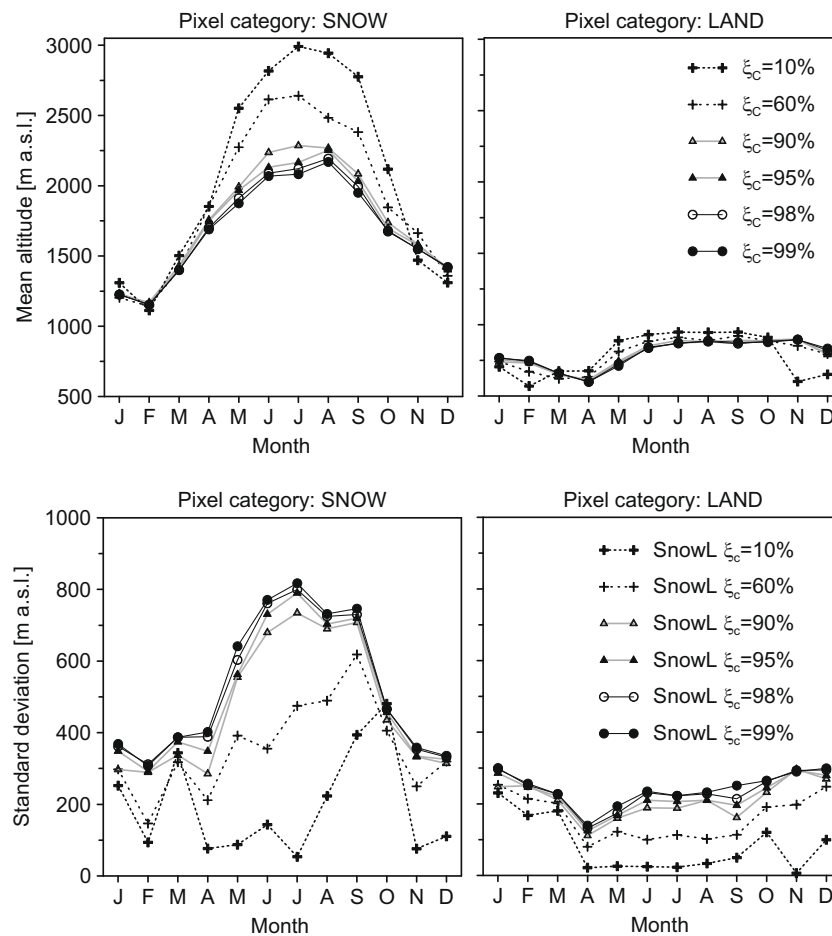 Pixel category: SNOW
Pixel category: LAND
Mean altitude [m a.s.l.]
3000
2500
2000
1500
1000
500
ξC=10%
ξC=60%
ξC=90%
ξC=95%
ξC=98%
ξC=99%
J F M A M J J A S O N D
J F M A M J J A S O N D
Month
Month
Pixel category: SNOW
Pixel category: LAND
Standard deviation [m a.s.l.]
1000
800
600
400
200
0
SnowL ξc=10%
SnowL ξc=60%
SnowL ξc=90%
SnowL ξc=95%
SnowL ξc=98%
SnowL ξc=99%
J F M A M J J A S O N D
J F M A M J J A S O N D
Month
Month